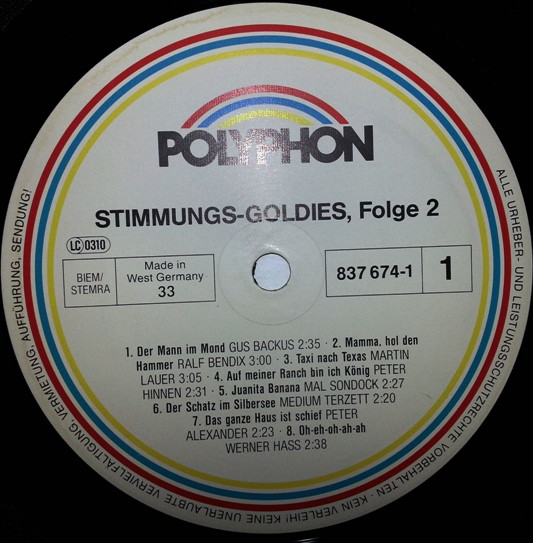 POLYPHON
STIMMUNGS-GOLDIES, Folge 2
LC 0310
BIEM/
STEMRA
Made in
West Germany
33
837 674-1
1
1. Der Mann im Mond GUS BACKUS 2:35 · 2. Mamma, hol den
Hammer RALF BENDIX 3:00 · 3. Taxi nach Texas MARTIN
LAUER 3:05 · 4. Auf meiner Ranch bin ich König PETER
HINNEN 2:31 · 5. Juanita Banana MAL SONDOCK 2:27
6. Der Schatz im Silbersee MEDIUM TERZETT 2:20
7. Das ganze Haus ist schief PETER
ALEXANDER 2:23 · 8. Oh-eh-oh-ah-ah
WERNER HASS 2:38
ALLE URHEBER- UND LEISTUNGSSCHUTZRECHTE VORBEHALTEN · KEIN VERLEIH! KEINE UNERLAUBTE VERVIELFÄLTIGUNG, VERMIETUNG, AUFFÜHRUNG, SENDUNG!